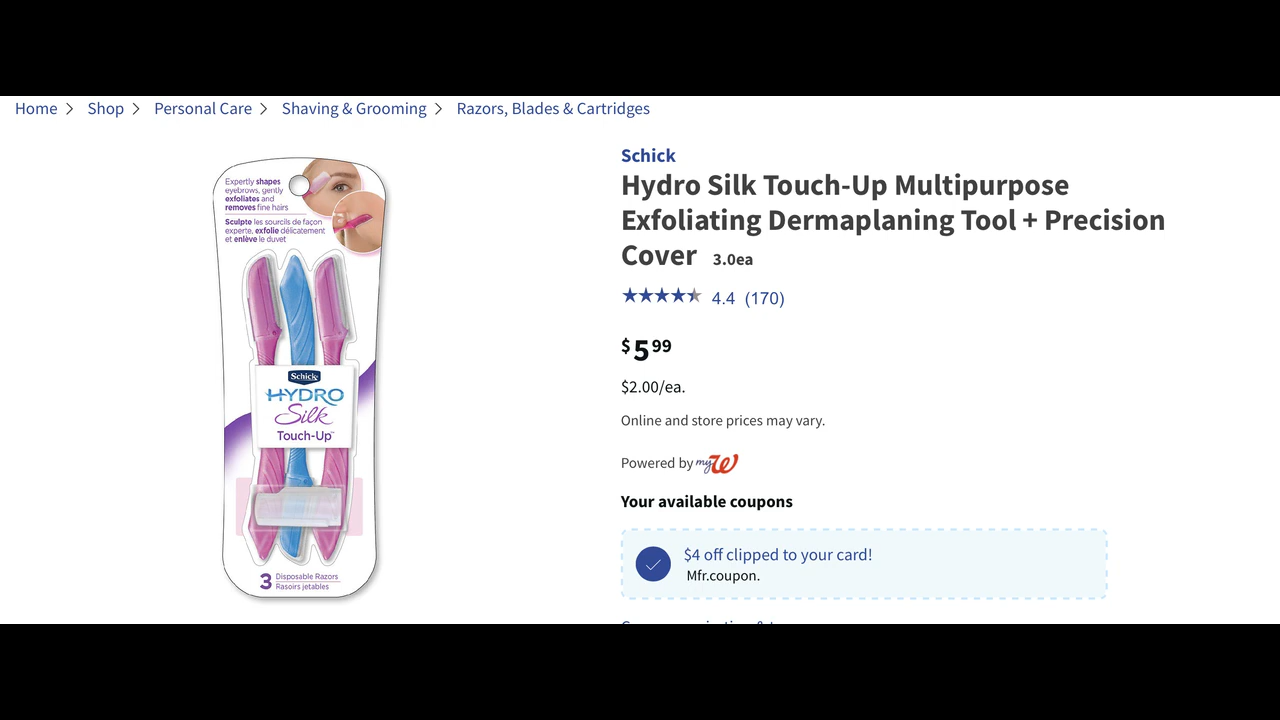 Home > Shop > Personal Care > Shaving & Grooming > Razors, Blades & Cartridges
Expertly shapes
eyebrows, gently
exfoliates and
removes fine hairs
Sculpte les sourcils de façon
experte, exfolie délicatement
et enlève le duvet
Schick
HYDRO
Silk
Touch-Up™
3 Disposable Razors
Rasoirs jetables
Schick
Hydro Silk Touch-Up Multipurpose
Exfoliating Dermaplaning Tool + Precision
Cover 3.0ea
4.4 (170)
$5 99
$2.00/ea.
Online and store prices may vary.
Powered by myW
Your available coupons
$4 off clipped to your card!
Mfr.coupon.